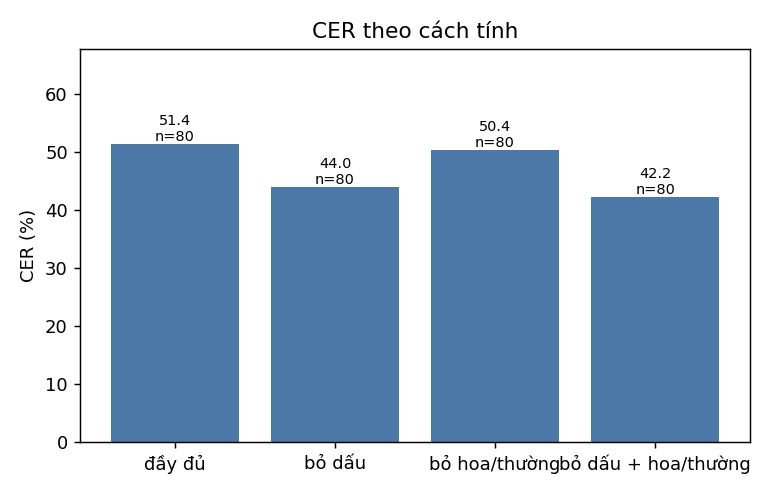 CER theo cách tính
CER (%)
60
50
40
30
20
10
0
51.4
n=80
44.0
n=80
50.4
n=80
42.2
n=80
đầy đủ
bỏ dấu
bỏ hoa/thường
bỏ dấu + hoa/thường